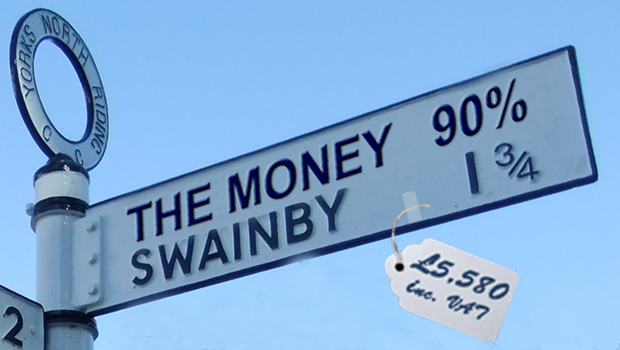 YORKS NORTH RIDING C C
THE MONEY 90%
SWAINBY 1 3/4
£5,580
inc. VAT
2